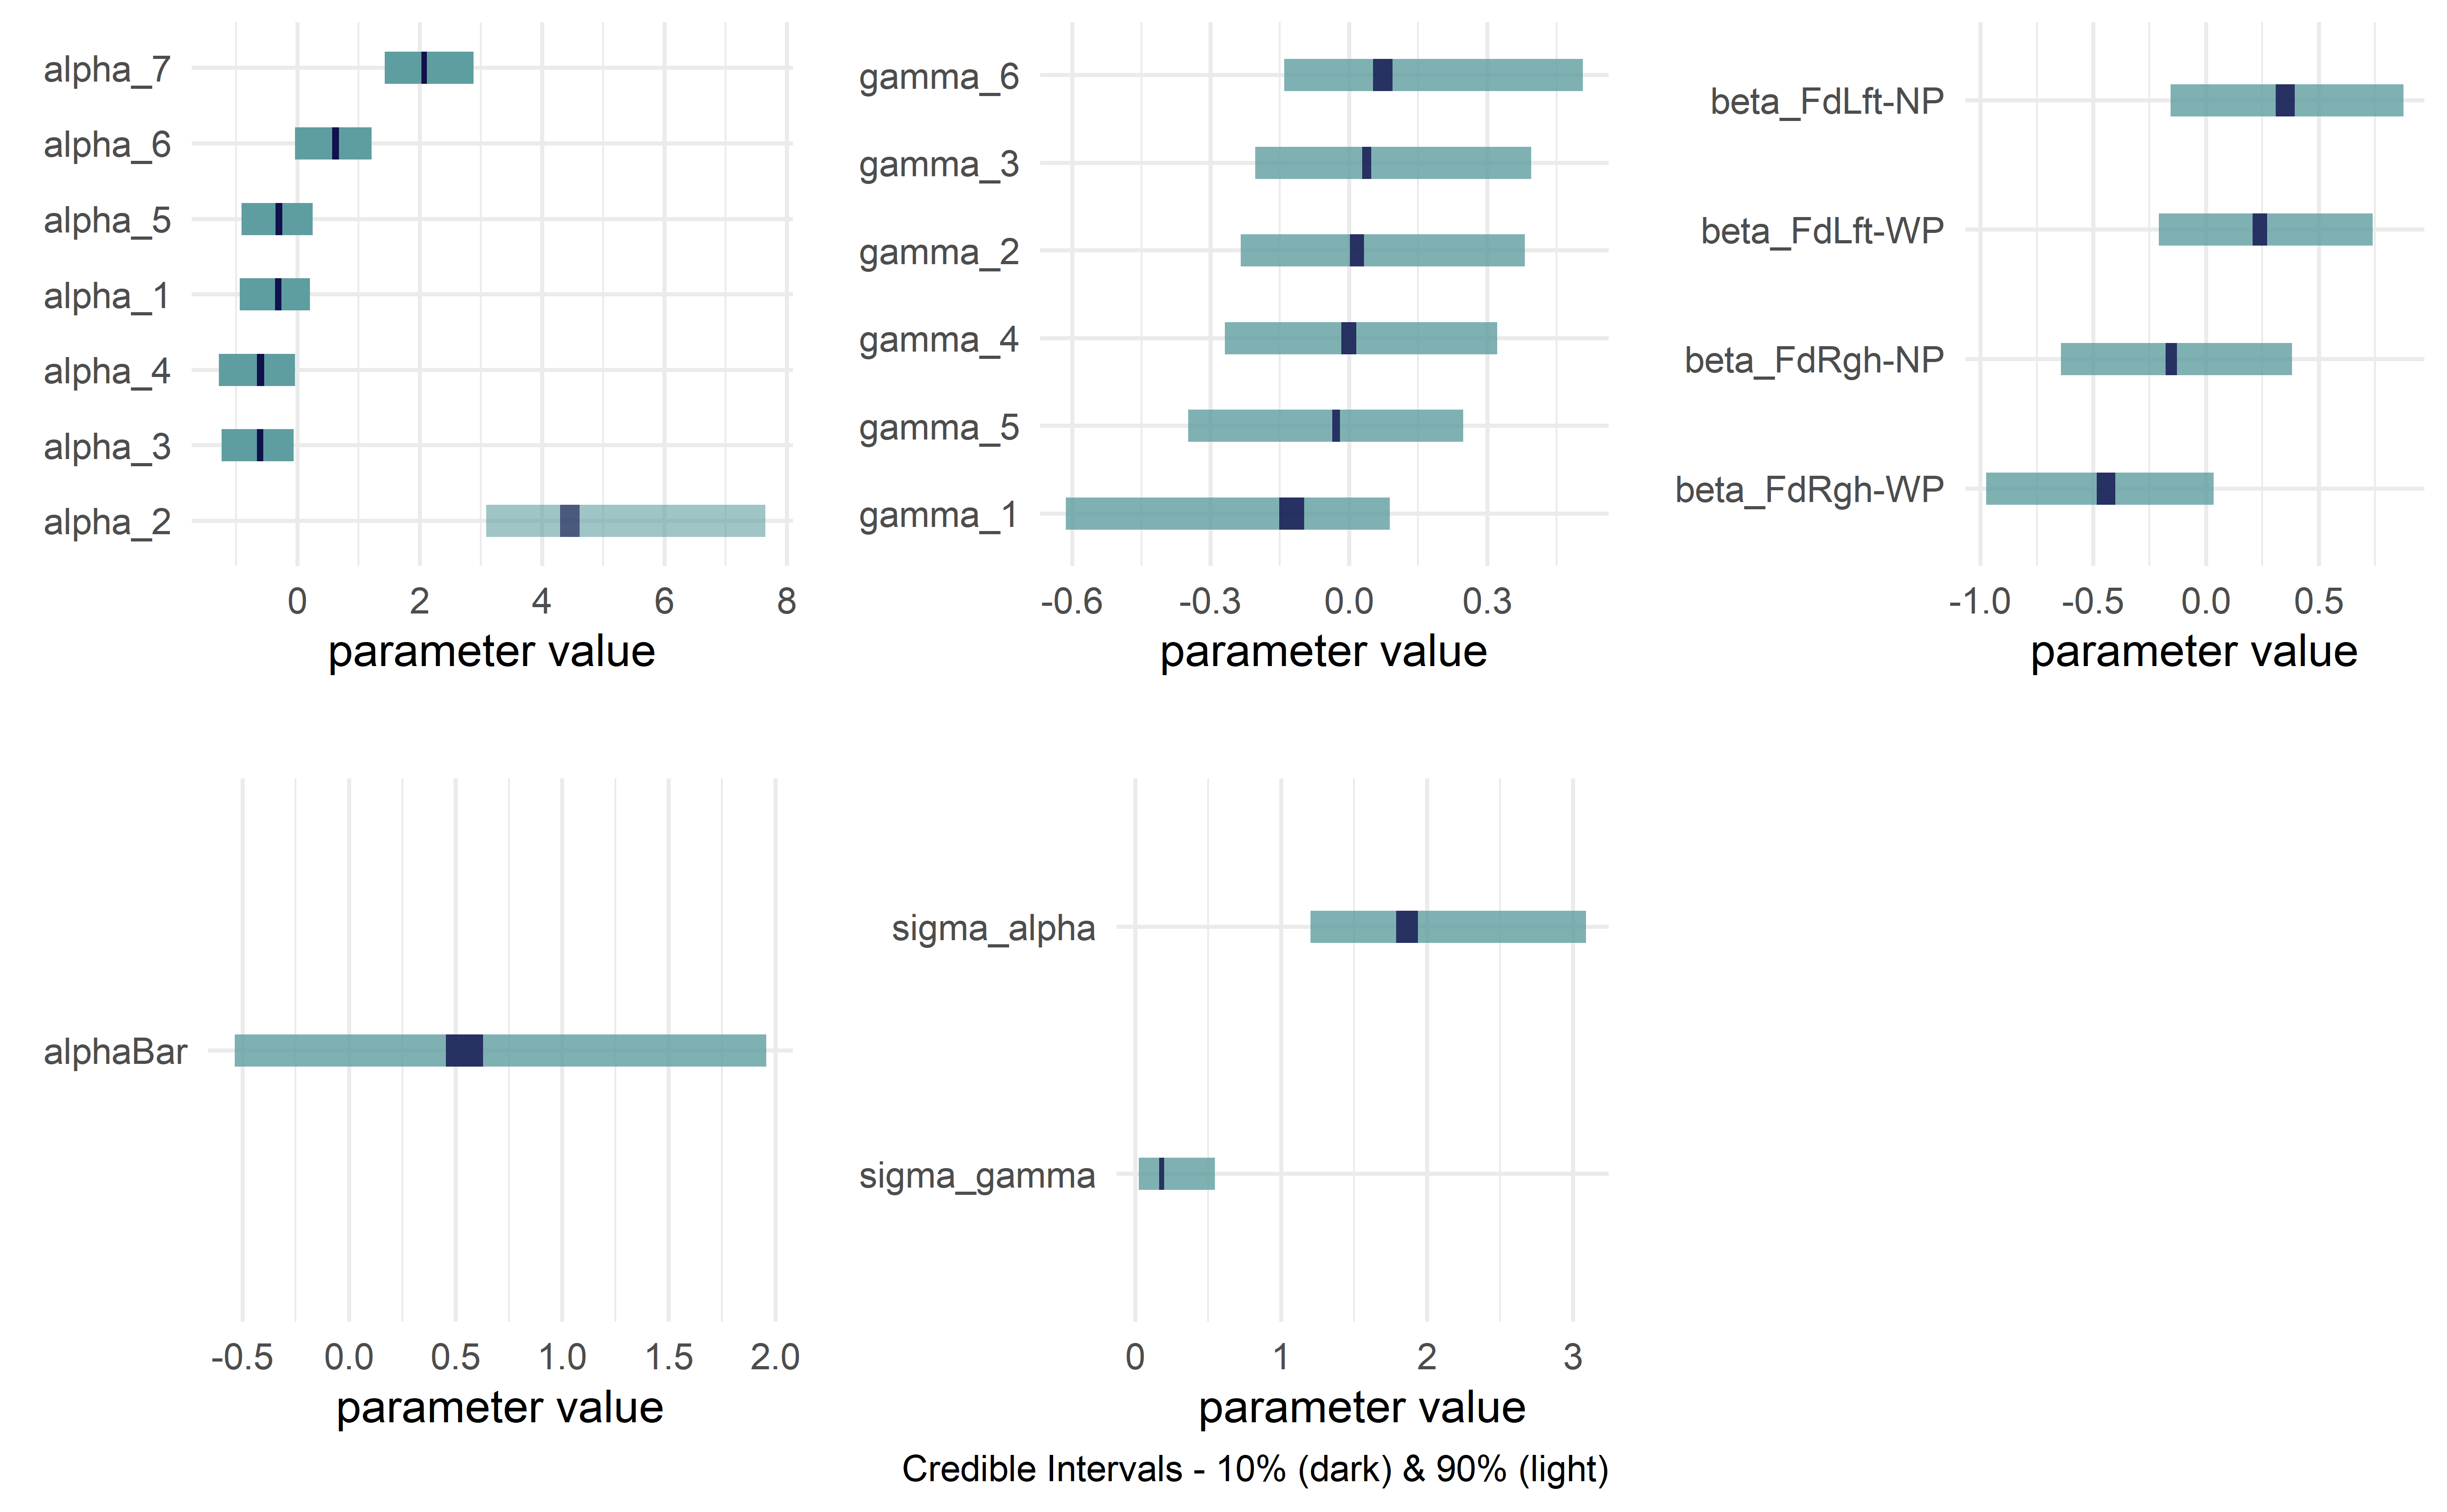 alpha_7
alpha_6
alpha_5
alpha_1
alpha_4
alpha_3
alpha_2
0 2 4 6 8
parameter value
gamma_6
gamma_3
gamma_2
gamma_4
gamma_5
gamma_1
-0.6 -0.3 0.0 0.3
parameter value
beta_FdLft-NP
beta_FdLft-WP
beta_FdRgh-NP
beta_FdRgh-WP
-1.0 -0.5 0.0 0.5
parameter value
alphaBar
-0.5 0.0 0.5 1.0 1.5 2.0
parameter value
sigma_alpha
sigma_gamma
0 1 2 3
parameter value
Credible Intervals - 10% (dark) & 90% (light)